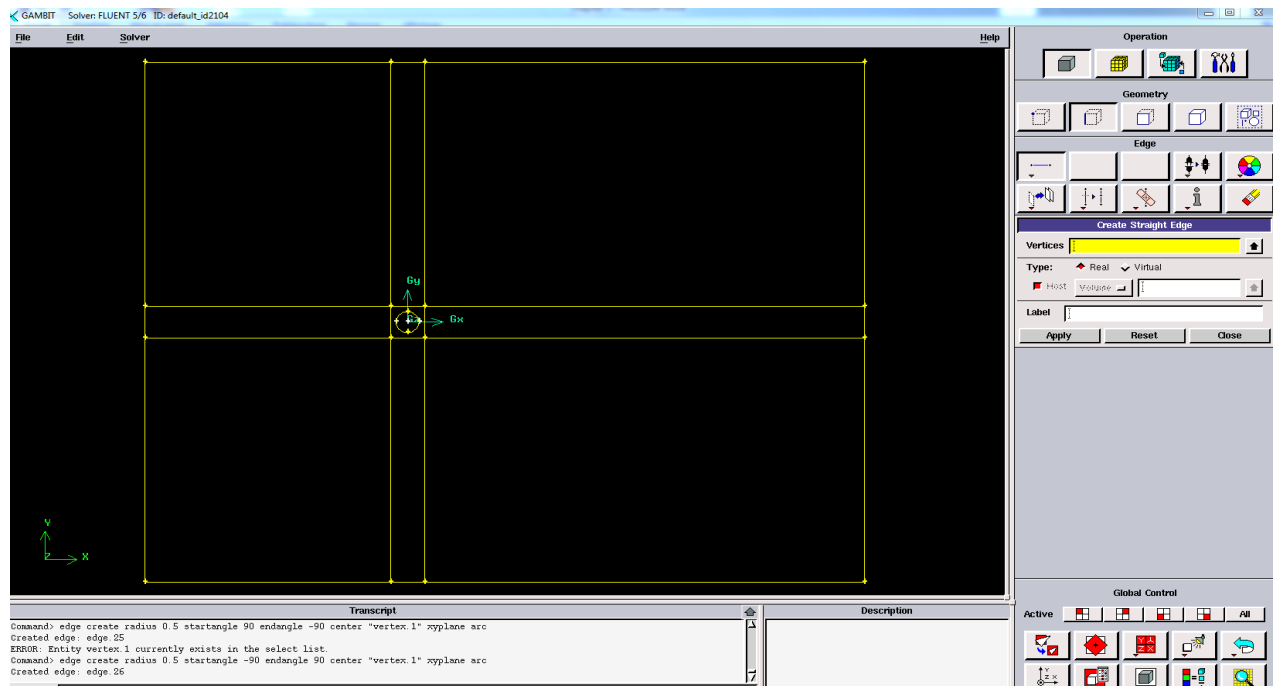 GAMBIT Solver: FLUENT 5/6 ID: default_id2104
File Edit Solver Help
Operation
Geometry
Edge
Create Straight Edge
Vertices
Type: Real Virtual
Host Volume
Label
Apply Reset Close
Gy
Gx
Y
Z X
Transcript
Command> edge create radius 0.5 startangle 90 endangle -90 center "vertex.1" xyplane arc
Created edge: edge.25
ERROR: Entity vertex.1 currently exists in the select list.
Command> edge create radius 0.5 startangle -90 endangle 90 center "vertex.1" xyplane arc
Created edge: edge.26
Description
Global Control
Active All